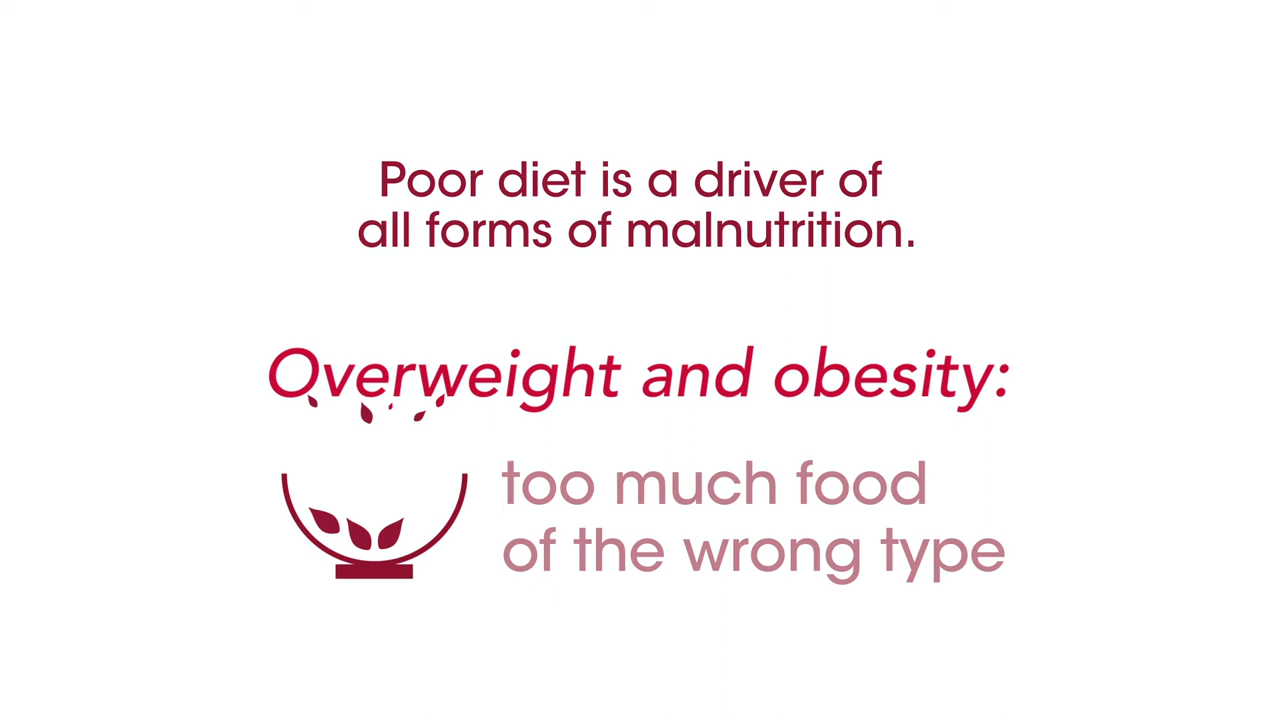 Poor diet is a driver of
all forms of malnutrition.
Overweight and obesity:
too much food
of the wrong type